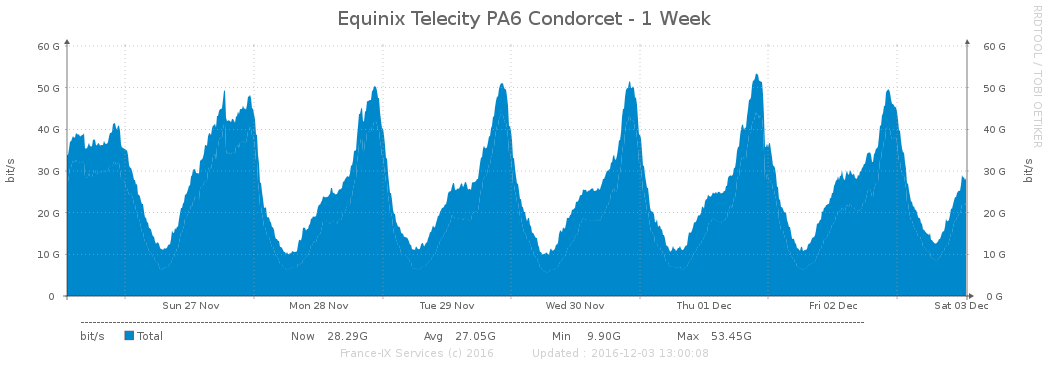 Equinix Telecity PA6 Condorcet - 1 Week
RRDTOOL / TOBI OETIKER
bit/s
60 G 60 G
50 G 50 G
40 G 40 G
30 G 30 G
20 G 20 G
10 G 10 G
0 0 G
bit/s
Sun 27 Nov Mon 28 Nov Tue 29 Nov Wed 30 Nov Thu 01 Dec Fri 02 Dec Sat 03 Dec
bit/s Total Now 28.29G Avg 27.05G Min 9.90G Max 53.45G
France-IX Services (c) 2016 Updated : 2016-12-03 13:00:08